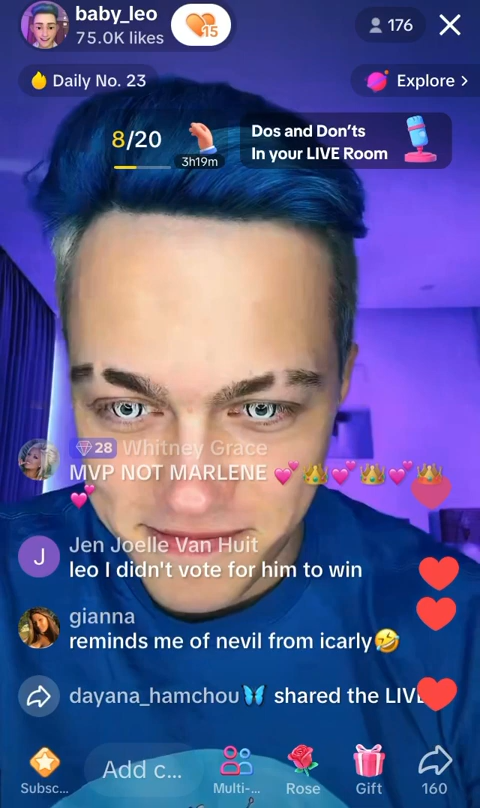 baby_leo
75.0K likes
15
176
Daily No. 23
Explore >
8/20
3h19m
Dos and Don'ts
In your LIVE Room
28 Whitney Grace
MVP NOT MARLENE 💕👑💕👑💕👑
💕
J
Jen Joelle Van Huit
leo I didn't vote for him to win
gianna
reminds me of nevil from icarly🤣
dayana_hamchou🦋 shared the LIVE
Subsc...
Add c...
Multi-...
Rose
Gift
160